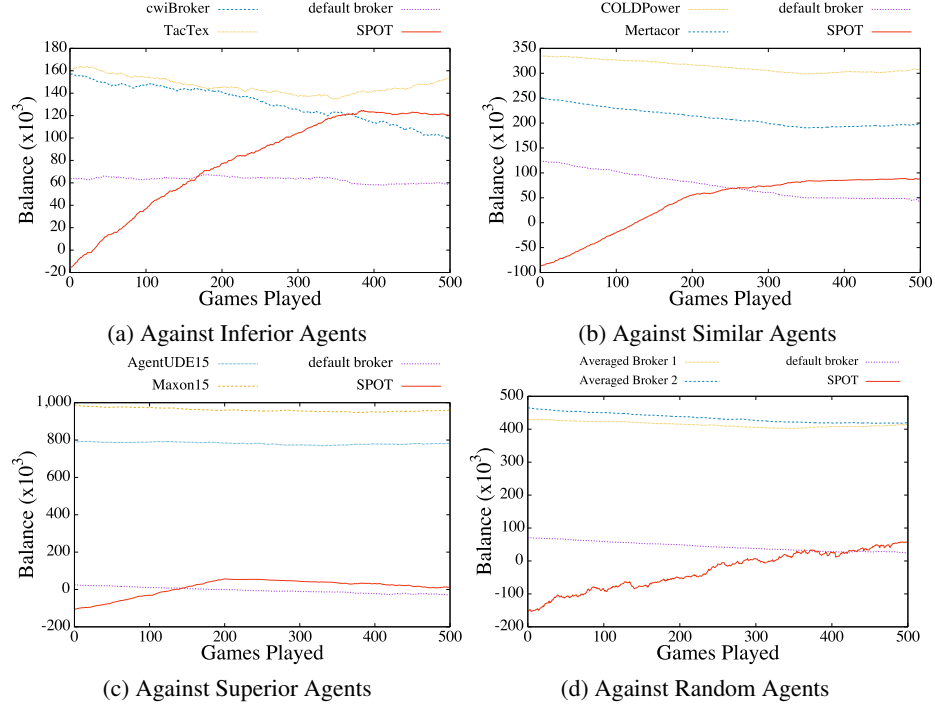 cwiBroker default broker COLDPower default broker
TacTex SPOT Mertacor SPOT
180
160
140
120
100
80
60
40
20
0
-20
Balance (x10³)
0 100 200 300 400 500
Games Played
(a) Against Inferior Agents
350
300
250
200
150
100
50
0
-50
-100
Balance (x10³)
0 100 200 300 400 500
Games Played
(b) Against Similar Agents
AgentUDE15 default broker
Maxon15 SPOT
1,000
800
600
400
200
0
-200
Balance (x10³)
0 100 200 300 400 500
Games Played
(c) Against Superior Agents
Averaged Broker 1 default broker
Averaged Broker 2 SPOT
500
400
300
200
100
0
-100
-200
Balance (x10³)
0 100 200 300 400 500
Games Played
(d) Against Random Agents